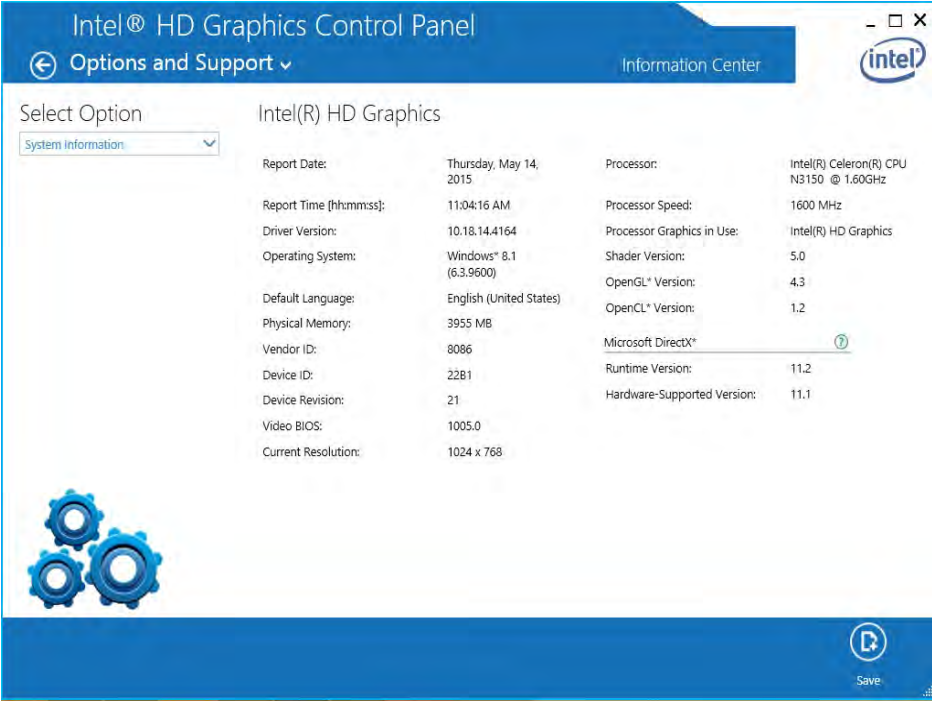 Intel® HD Graphics Control Panel
Options and Support
Information Center
intel
Select Option
System Information
Intel(R) HD Graphics
Report Date: Thursday, May 14,
2015
Report Time [hh:mm:ss]: 11:04:16 AM
Driver Version: 10.18.14.4164
Operating System: Windows* 8.1
(6.3.9600)
Default Language: English (United States)
Physical Memory: 3955 MB
Vendor ID: 8086
Device ID: 22B1
Device Revision: 21
Video BIOS: 1005.0
Current Resolution: 1024 x 768
Processor: Intel(R) Celeron(R) CPU
N3150 @ 1.60GHz
Processor Speed: 1600 MHz
Processor Graphics in Use: Intel(R) HD Graphics
Shader Version: 5.0
OpenGL* Version: 4.3
OpenCL* Version: 1.2
Microsoft DirectX* ?
Runtime Version: 11.2
Hardware-Supported Version: 11.1
Save